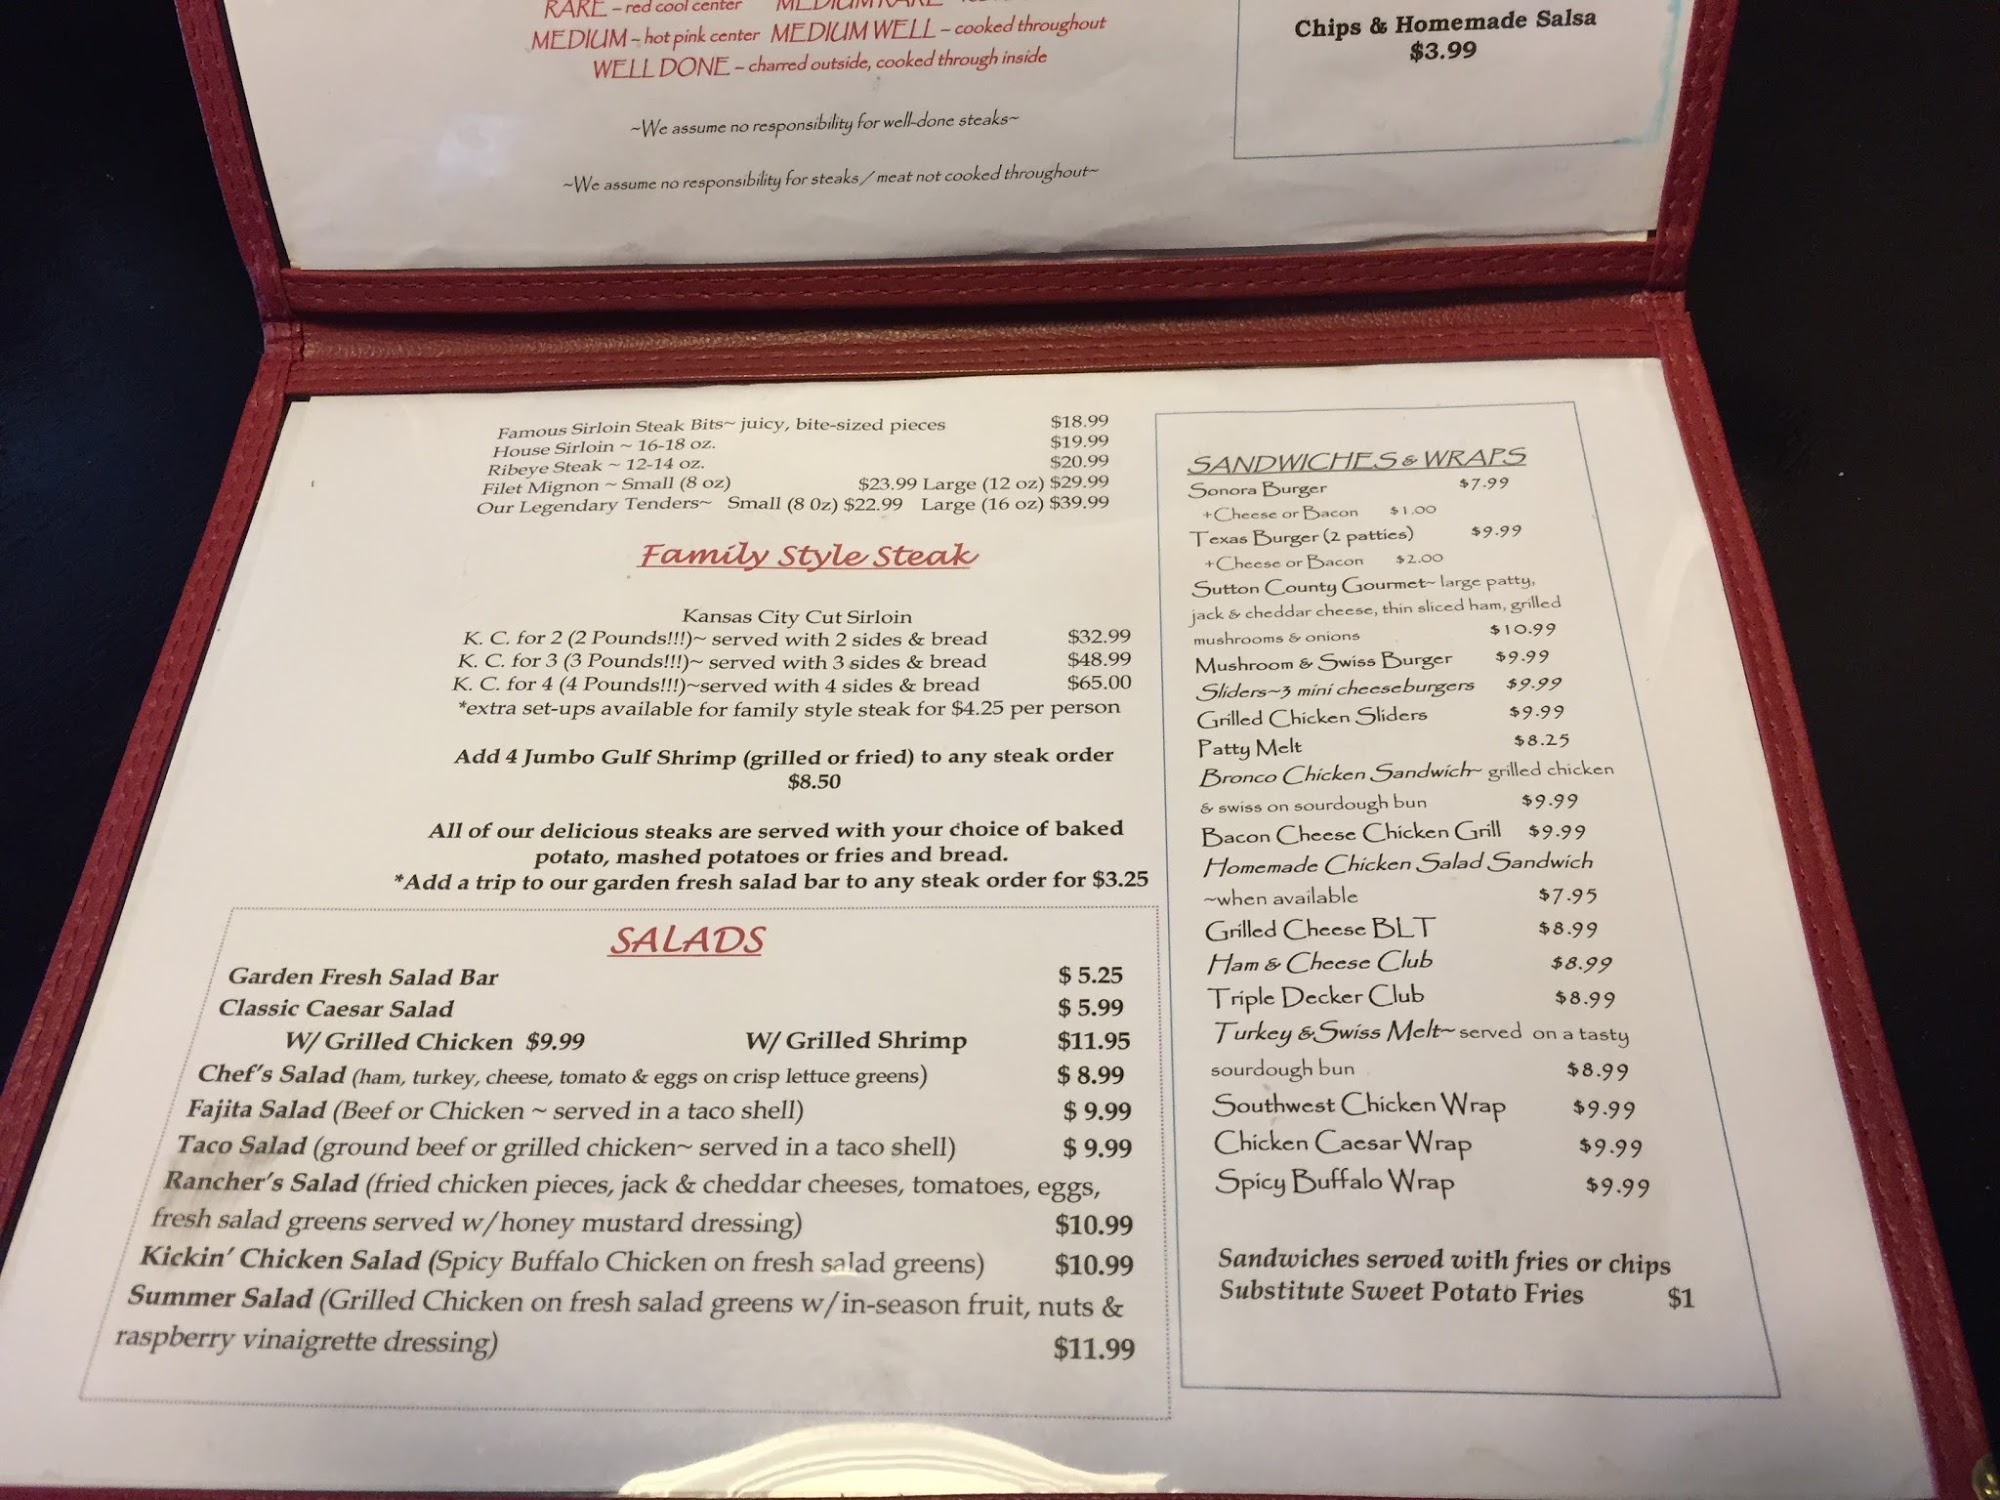 RARE – red cool center MEDIUM RARE
MEDIUM – hot pink center MEDIUM WELL – cooked throughout
WELL DONE – charred outside, cooked through inside
~We assume no responsibility for well-done steaks~
~We assume no responsibility for steaks / meat not cooked throughout~
Chips & Homemade Salsa
$3.99
Famous Sirloin Steak Bits~ juicy, bite-sized pieces $18.99
House Sirloin ~ 16-18 oz. $19.99
Ribeye Steak ~ 12-14 oz. $20.99
Filet Mignon ~ Small (8 oz) $23.99 Large (12 oz) $29.99
Our Legendary Tenders~ Small (8 0z) $22.99 Large (16 oz) $39.99
Family Style Steak
Kansas City Cut Sirloin
K. C. for 2 (2 Pounds!!!)~ served with 2 sides & bread $32.99
K. C. for 3 (3 Pounds!!!)~ served with 3 sides & bread $48.99
K. C. for 4 (4 Pounds!!!)~served with 4 sides & bread $65.00
*extra set-ups available for family style steak for $4.25 per person
Add 4 Jumbo Gulf Shrimp (grilled or fried) to any steak order
$8.50
All of our delicious steaks are served with your choice of baked
potato, mashed potatoes or fries and bread.
*Add a trip to our garden fresh salad bar to any steak order for $3.25
SALADS
Garden Fresh Salad Bar $ 5.25
Classic Caesar Salad $ 5.99
W/ Grilled Chicken $9.99 W/ Grilled Shrimp $11.95
Chef's Salad (ham, turkey, cheese, tomato & eggs on crisp lettuce greens) $ 8.99
Fajita Salad (Beef or Chicken ~ served in a taco shell) $ 9.99
Taco Salad (ground beef or grilled chicken~ served in a taco shell) $ 9.99
Rancher's Salad (fried chicken pieces, jack & cheddar cheeses, tomatoes, eggs,
fresh salad greens served w/honey mustard dressing) $10.99
Kickin' Chicken Salad (Spicy Buffalo Chicken on fresh salad greens) $10.99
Summer Salad (Grilled Chicken on fresh salad greens w/in-season fruit, nuts &
raspberry vinaigrette dressing) $11.99
SANDWICHES & WRAPS
Sonora Burger $7.99
+Cheese or Bacon $1.00
Texas Burger (2 patties) $9.99
+Cheese or Bacon $2.00
Sutton County Gourmet~ large patty,
jack & cheddar cheese, thin sliced ham, grilled
mushrooms & onions $10.99
Mushroom & Swiss Burger $9.99
Sliders~3 mini cheeseburgers $9.99
Grilled Chicken Sliders $9.99
Patty Melt $8.25
Bronco Chicken Sandwich~ grilled chicken
& swiss on sourdough bun $9.99
Bacon Cheese Chicken Grill $9.99
Homemade Chicken Salad Sandwich
~when available $7.95
Grilled Cheese BLT $8.99
Ham & Cheese Club $8.99
Triple Decker Club $8.99
Turkey & Swiss Melt~ served on a tasty
sourdough bun $8.99
Southwest Chicken Wrap $9.99
Chicken Caesar Wrap $9.99
Spicy Buffalo Wrap $9.99
Sandwiches served with fries or chips
Substitute Sweet Potato Fries $1